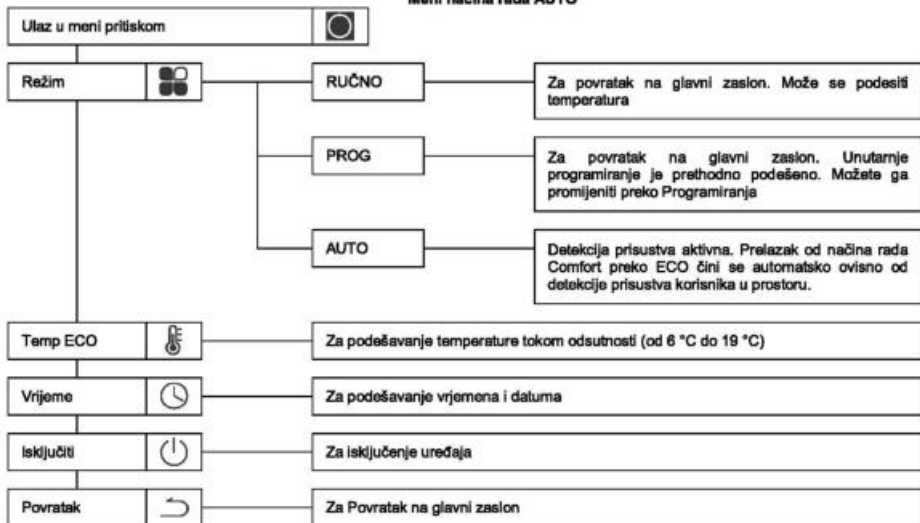 Meni načina rada AUTO
Ulaz u meni pritiskom
Režim
RUČNO
Za povratak na glavni zaslon. Može se podesiti
temperatura
PROG
Za povratak na glavni zaslon. Unutarnje
programiranje je prethodno podešeno. Možete ga
promijeniti preko Programiranja
AUTO
Detekcija prisustva aktivna. Prelazak od načina rada
Comfort preko ECO čini se automatsko ovisno od
detekcije prisustva korisnika u prostoru.
Temp ECO
Za podešavanje temperature tokom odsutnosti (od 6 °C do 19 °C)
Vrijeme
Za podešavanje vrjemena i datuma
Isključiti
Za isključenje uređaja
Povratak
Za Povratak na glavni zaslon